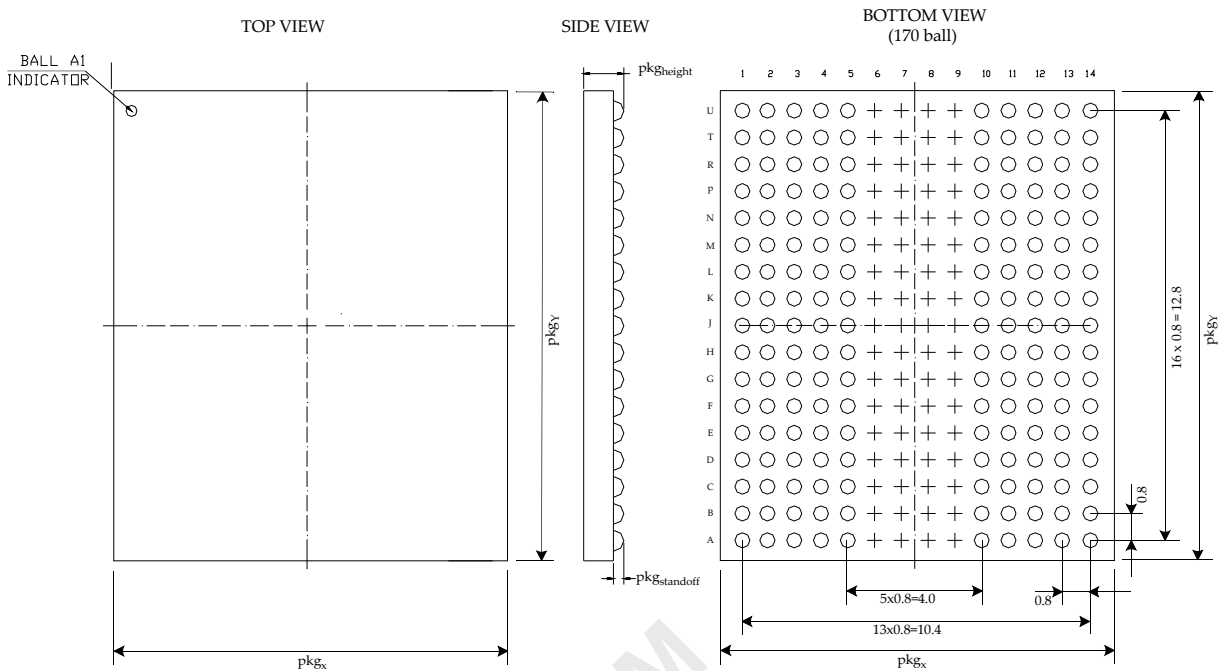 TOP VIEW
SIDE VIEW
BOTTOM VIEW
(170 ball)
BALL A1
INDICATOR
pkgheight
1 2 3 4 5 6 7 8 9 10 11 12 13 14
U
T
R
P
N
M
L
K
J
H
G
F
E
D
C
B
A
pkgY
16 x 0.8 = 12.8
pkgY
0.8
pkgstandoff
5x0.8=4.0
0.8
13x0.8=10.4
pkgx
pkgx
M